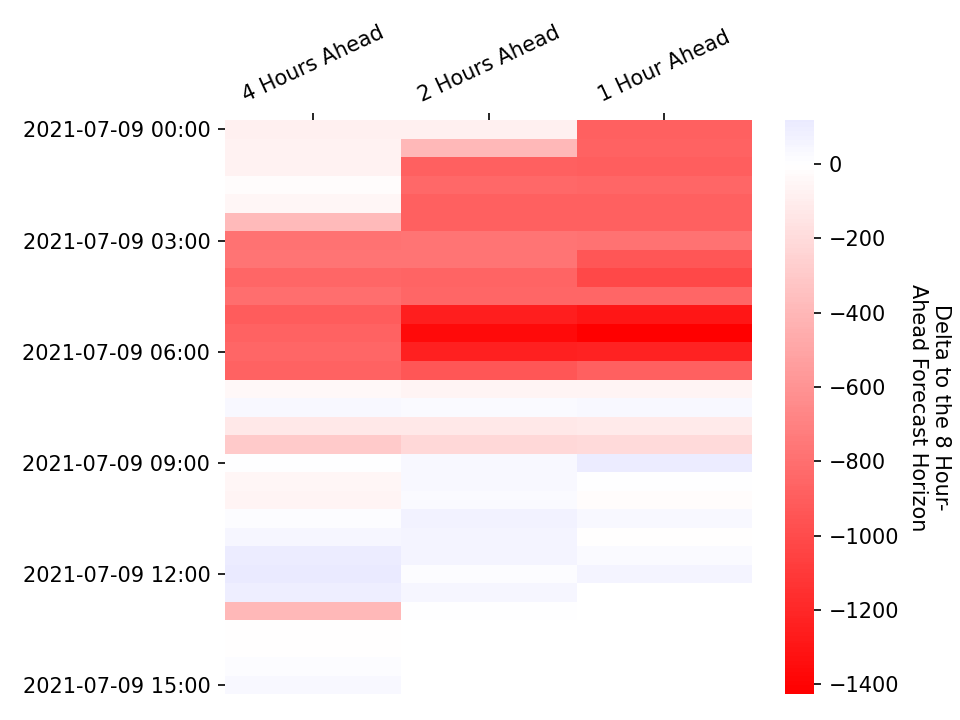 4 Hours Ahead
2 Hours Ahead
1 Hour Ahead
2021-07-09 00:00
2021-07-09 03:00
2021-07-09 06:00
2021-07-09 09:00
2021-07-09 12:00
2021-07-09 15:00
0
−200
−400
−600
−800
−1000
−1200
−1400
Delta to the 8 Hour-
Ahead Forecast Horizon